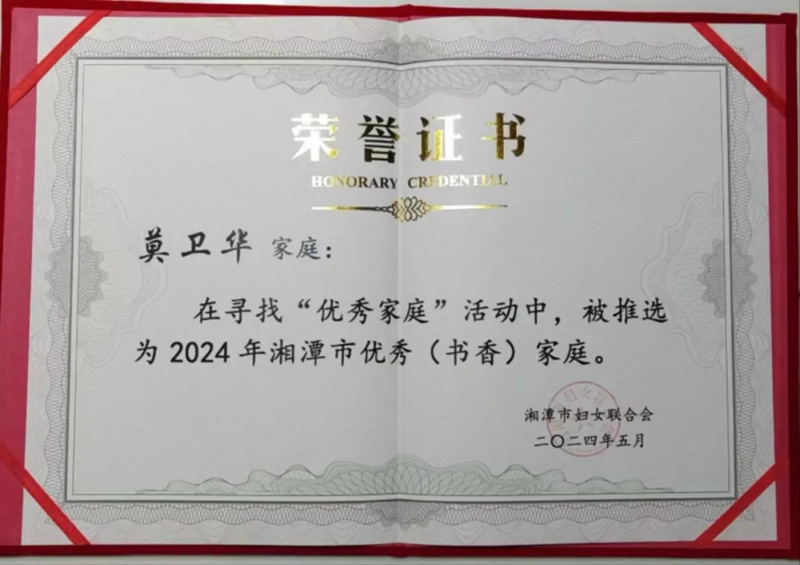 荣誉证书
HONORARY CREDENTIAL
莫卫华 家庭：
在寻找“优秀家庭”活动中，被推选
为2024年湘潭市优秀（书香）家庭。
湘潭市妇女联合会
二〇二四年五月